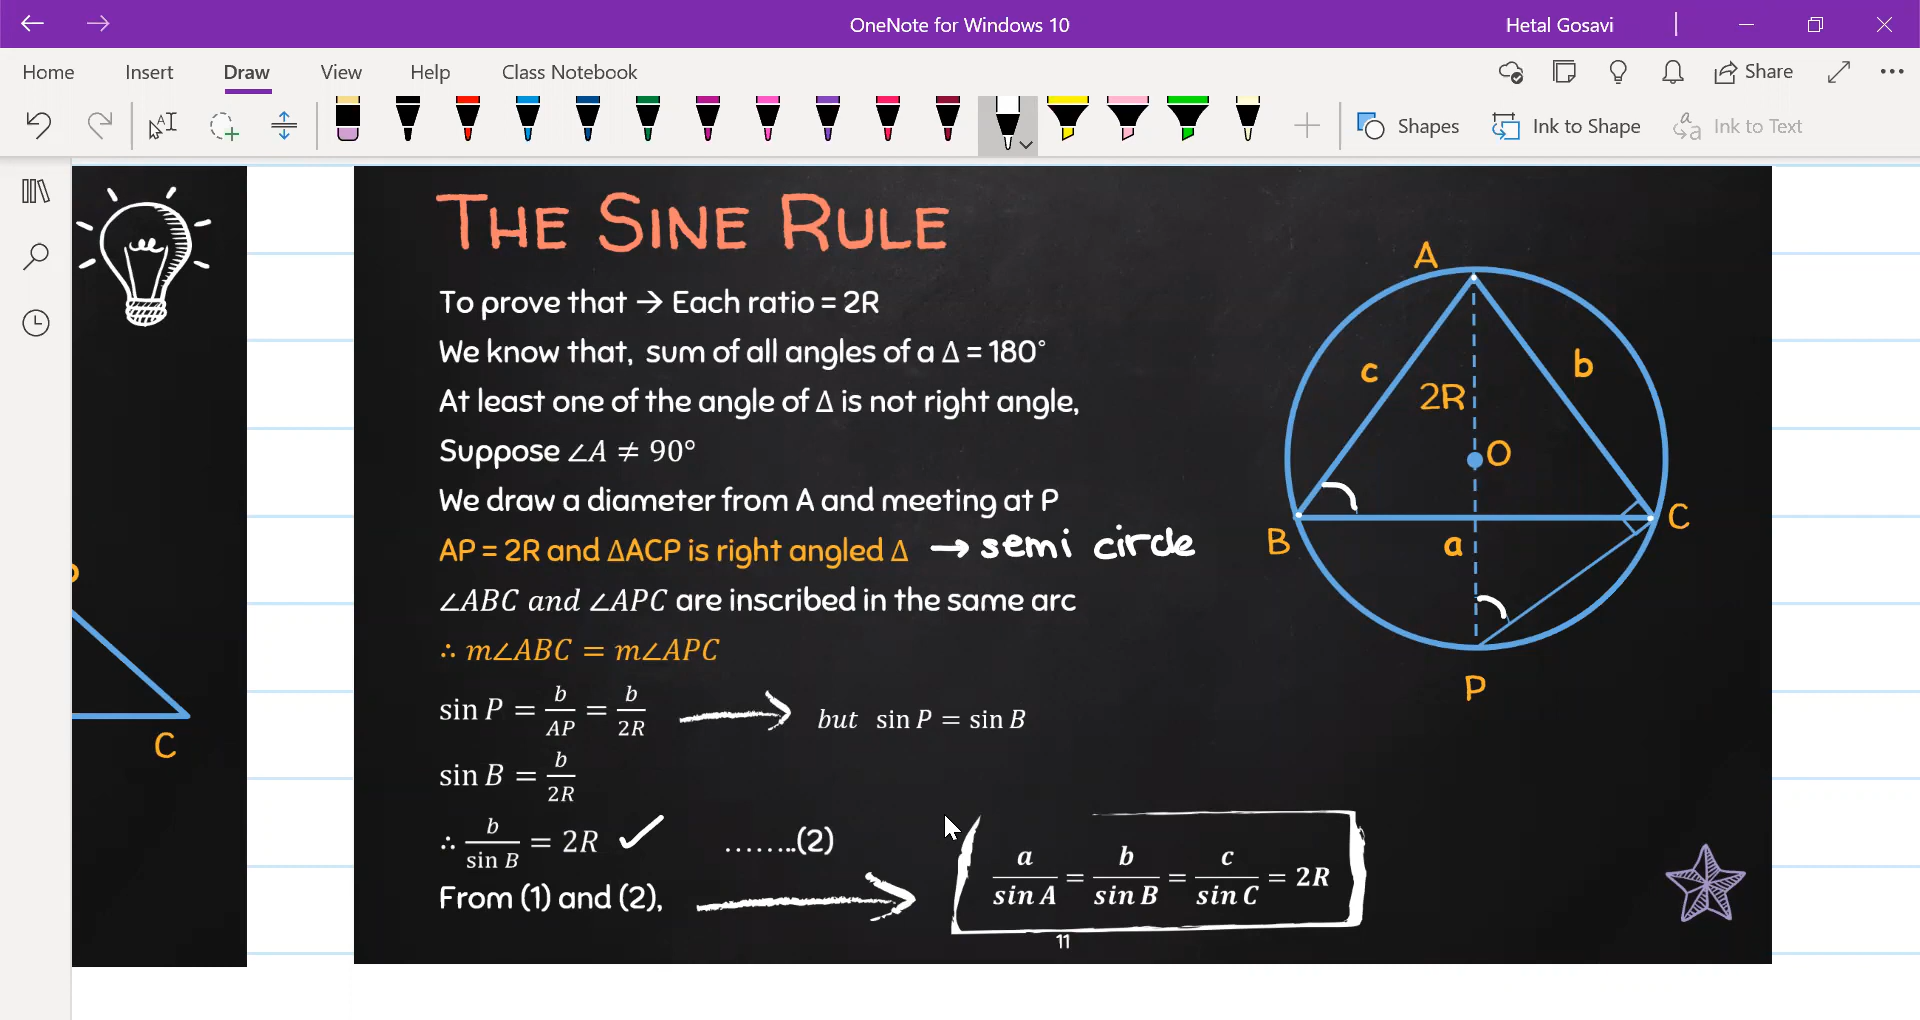 OneNote for Windows 10
Hetal Gosavi
Home Insert Draw View Help Class Notebook
Share
Shapes Ink to Shape Ink to Text
THE SINE RULE
To prove that → Each ratio = 2R
We know that, sum of all angles of a Δ = 180°
At least one of the angle of Δ is not right angle,
Suppose ∠A ≠ 90°
We draw a diameter from A and meeting at P
AP = 2R and ΔACP is right angled Δ → semi circle
∠ABC and ∠APC are inscribed in the same arc
∴ m∠ABC = m∠APC
sin P = b/AP = b/2R but sin P = sin B
sin B = b/2R
∴ b/sin B = 2R ✓ ........(2)
From (1) and (2),
a/sin A = b/sin B = c/sin C = 2R
11
A
c
b
2R
O
B
a
C
P
C